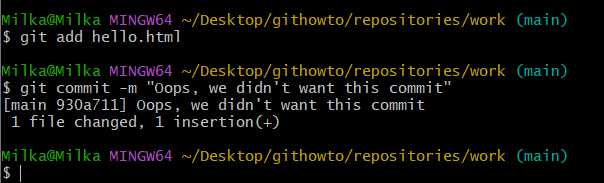 Milka@Milka MINGW64 ~/Desktop/githowto/repositories/work (main)
$ git add hello.html
Milka@Milka MINGW64 ~/Desktop/githowto/repositories/work (main)
$ git commit -m "Oops, we didn't want this commit"
[main 930a711] Oops, we didn't want this commit
 1 file changed, 1 insertion(+)
Milka@Milka MINGW64 ~/Desktop/githowto/repositories/work (main)
$